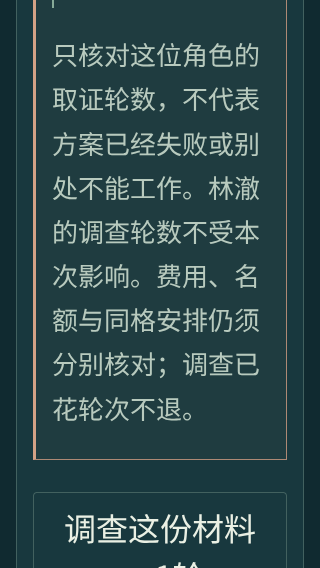 只核对这位角色的
取证轮数，不代表
方案已经失败或别
处不能工作。林澈
的调查轮数不受本
次影响。费用、名
额与同格安排仍须
分别核对；调查已
花轮次不退。
调查这份材料